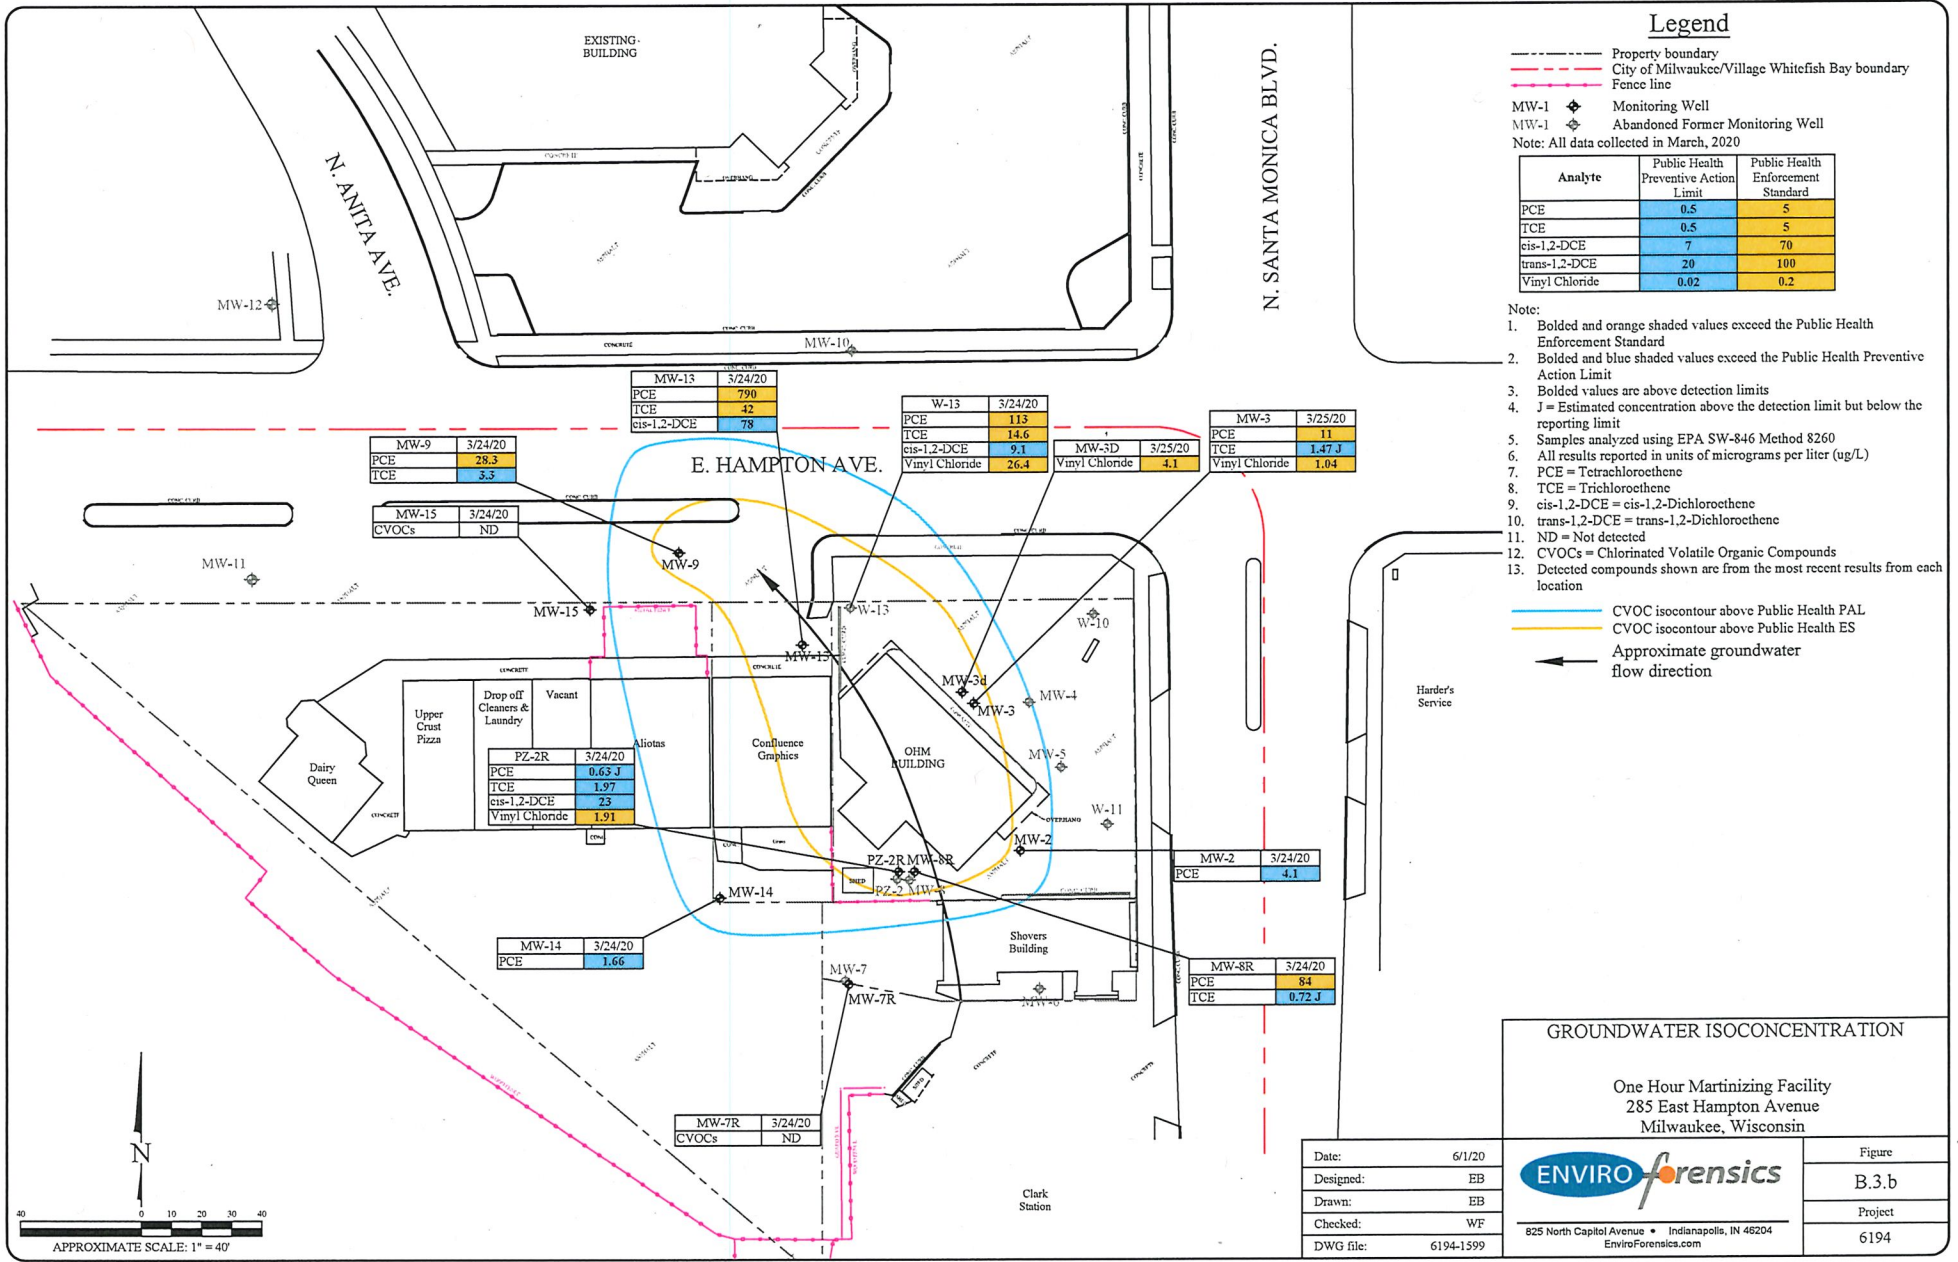 EXISTING
BUILDING
N. ANITA AVE.
N. SANTA MONICA BLVD.
E. HAMPTON AVE.
Legend
Property boundary
City of Milwaukee/Village Whitefish Bay boundary
Fence line
MW-1 Monitoring Well
MW-1 Abandoned Former Monitoring Well
Note: All data collected in March, 2020
Analyte Public Health Preventive Action Limit Public Health Enforcement Standard
PCE 0.5 5
TCE 0.5 5
cis-1,2-DCE 7 70
trans-1,2-DCE 20 100
Vinyl Chloride 0.02 0.2
Note:
1. Bolded and orange shaded values exceed the Public Health
Enforcement Standard
2. Bolded and blue shaded values exceed the Public Health Preventive
Action Limit
3. Bolded values are above detection limits
4. J = Estimated concentration above the detection limit but below the
reporting limit
5. Samples analyzed using EPA SW-846 Method 8260
6. All results reported in units of micrograms per liter (ug/L)
7. PCE = Tetrachloroethene
8. TCE = Trichloroethene
9. cis-1,2-DCE = cis-1,2-Dichloroethene
10. trans-1,2-DCE = trans-1,2-Dichloroethene
11. ND = Not detected
12. CVOCs = Chlorinated Volatile Organic Compounds
13. Detected compounds shown are from the most recent results from each
location
CVOC isocontour above Public Health PAL
CVOC isocontour above Public Health ES
Approximate groundwater
flow direction
MW-12
MW-10
MW-13 3/24/20
PCE 790
TCE 42
cis-1,2-DCE 78
W-13 3/24/20
PCE 113
TCE 14.6
cis-1,2-DCE 9.1
Vinyl Chloride 26.4
MW-3D 3/25/20
Vinyl Chloride 4.1
MW-3 3/25/20
PCE 11
TCE 1.47 J
Vinyl Chloride 1.04
MW-9 3/24/20
PCE 28.3
TCE 3.3
MW-15 3/24/20
CVOCs ND
MW-11
MW-9
MW-15
W-13
MW-13
W-10
MW-3d
MW-3
MW-4
MW-5
W-11
OVERHANG
MW-2
CONCRETE
CONCRETE
CONCRETE
Dairy
Queen
Upper
Crust
Pizza
Drop off
Cleaners &
Laundry
Vacant
Aliotas
Confluence
Graphics
OHM
BUILDING
Harder's
Service
PZ-2R 3/24/20
PCE 0.63 J
TCE 1.97
cis-1,2-DCE 23
Vinyl Chloride 1.91
PZ-2R MW-8R
PZ-2
SHED
MW-2 3/24/20
PCE 4.1
MW-14
MW-14 3/24/20
PCE 1.66
Shovers
Building
MW-7
MW-7R
MW-6
MW-8R 3/24/20
PCE 84
TCE 0.72 J
MW-7R 3/24/20
CVOCs ND
Clark
Station
N
40 0 10 20 30 40
APPROXIMATE SCALE: 1" = 40'
GROUNDWATER ISOCONCENTRATION
One Hour Martinizing Facility
285 East Hampton Avenue
Milwaukee, Wisconsin
Date: 6/1/20
Designed: EB
Drawn: EB
Checked: WF
DWG file: 6194-1599
ENVIRO forensics
825 North Capitol Avenue • Indianapolis, IN 46204
EnviroForensics.com
Figure
B.3.b
Project
6194